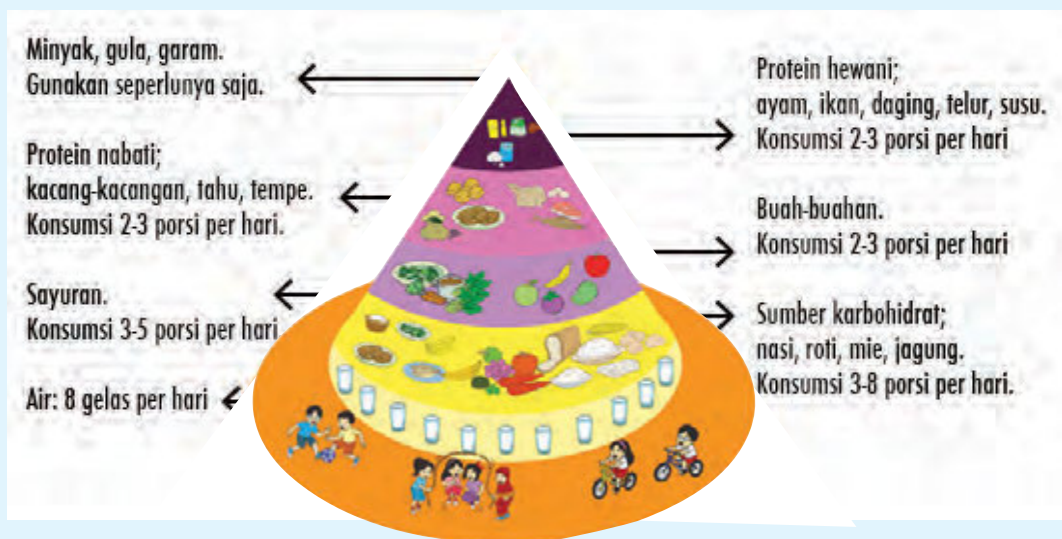 Minyak, gula, garam.
Gunakan seperlunya saja.
Protein nabati;
kacang-kacangan, tahu, tempe.
Konsumsi 2-3 porsi per hari.
Sayuran.
Konsumsi 3-5 porsi per hari
Air: 8 gelas per hari
Protein hewani;
ayam, ikan, daging, telur, susu.
Konsumsi 2-3 porsi per hari
Buah-buahan.
Konsumsi 2-3 porsi per hari
Sumber karbohidrat;
nasi, roti, mie, jagung.
Konsumsi 3-8 porsi per hari.